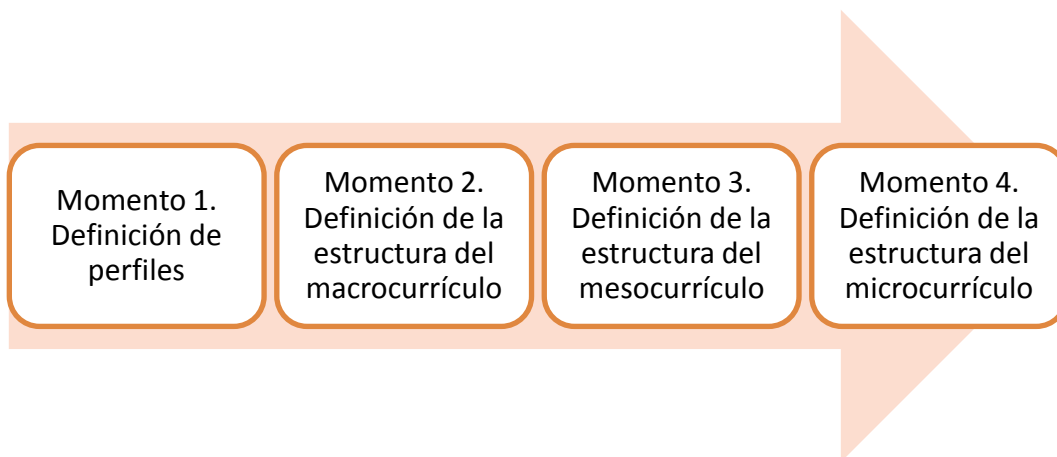 Momento 1.
Definición de
perfiles
Momento 2.
Definición de la
estructura del
macrocurrículo
Momento 3.
Definición de la
estructura del
mesocurrículo
Momento 4.
Definición de la
estructura del
microcurrículo